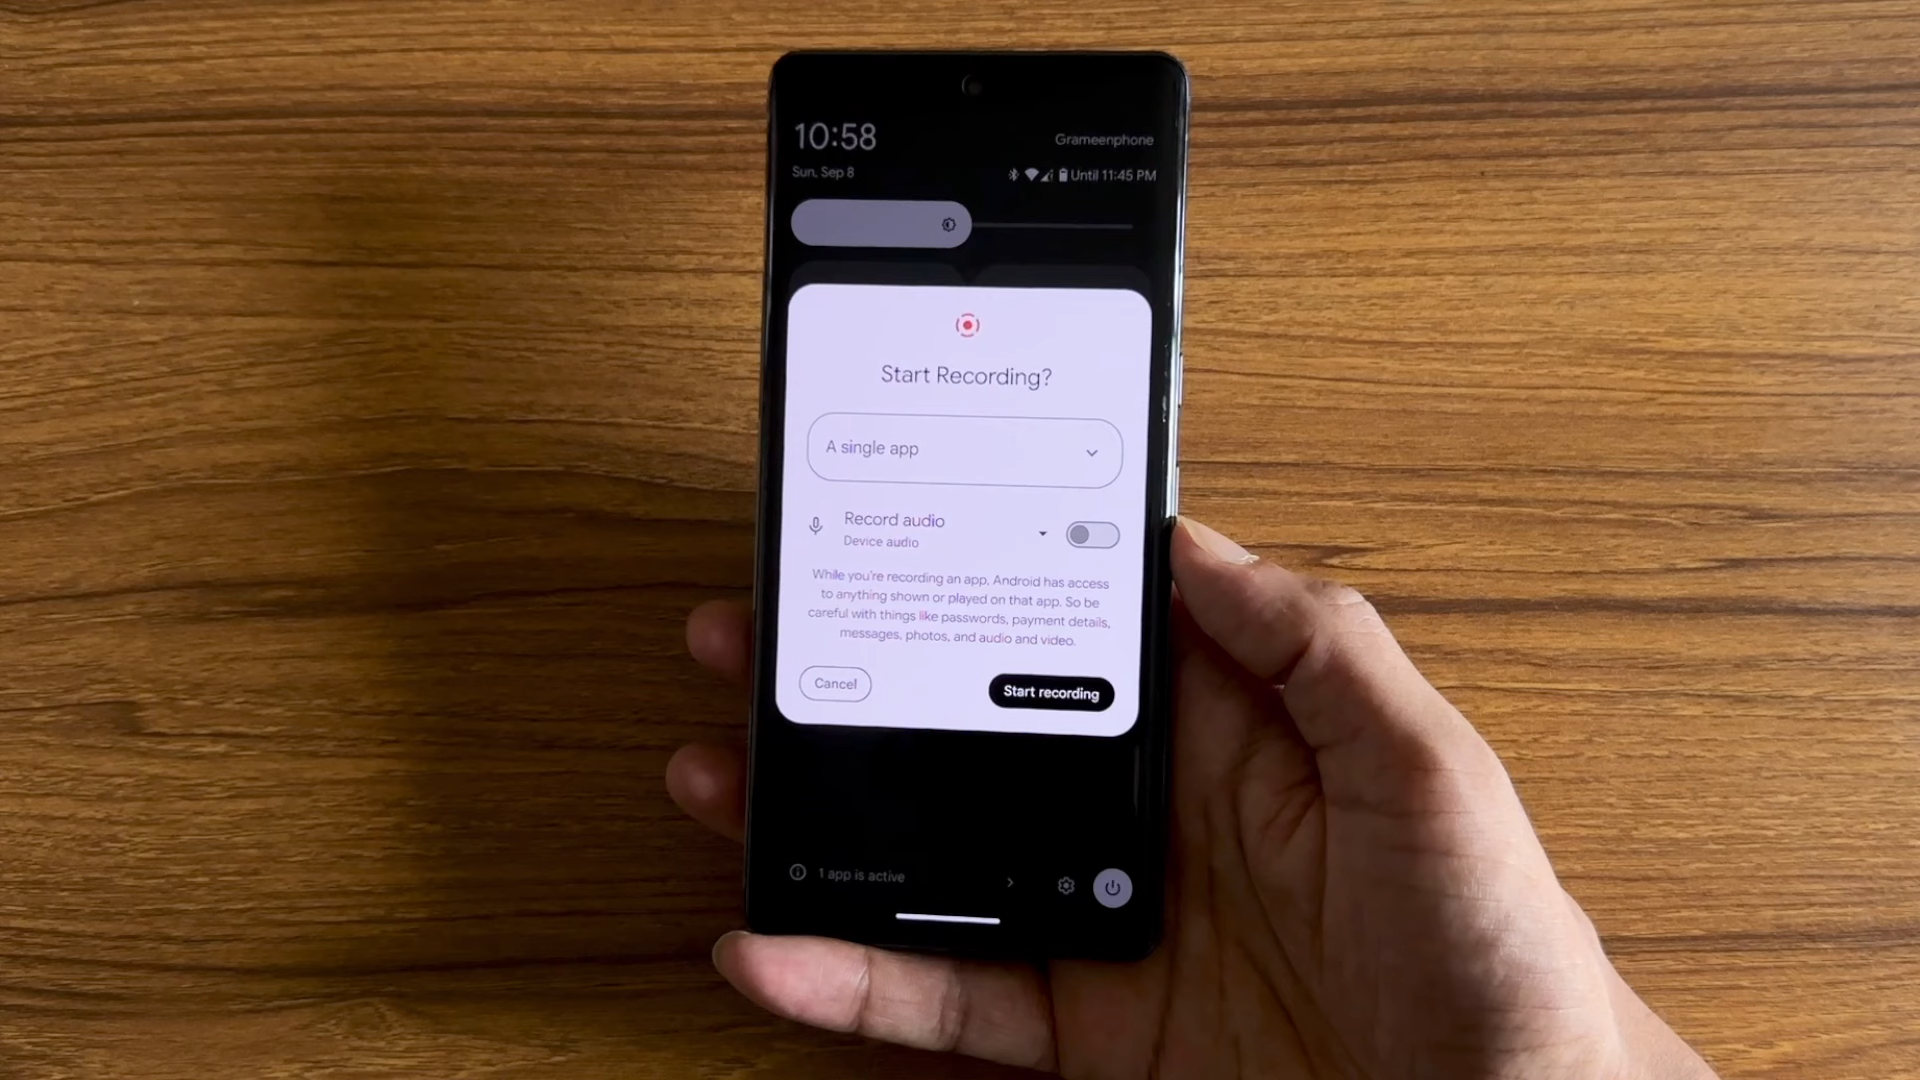 10:58
Grameenphone
Sun, Sep 8
Until 11:45 PM
Start Recording?
A single app
Record audio
Device audio
While you're recording an app, Android has access
to anything shown or played on that app. So be
careful with things like passwords, payment details,
messages, photos, and audio and video.
Cancel
Start recording
1 app is active